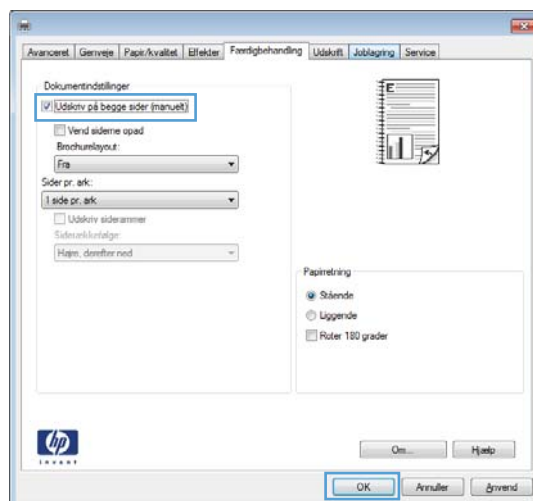 Avanceret Genveje Papir/kvalitet Effekter Færdigbehandling Udskrift Joblagring Service
Dokumentindstillinger
Udskriv på begge sider (manuelt)
Vend siderne opad
Brochurelayout:
Fra
Sider pr. ark:
1 side pr. ark
Udskriv siderammer
Siderækkefølge:
Højre, derefter ned
E
Papirretning
Stående
Liggende
Roter 180 grader
hp
invent
Om... Hjælp
OK Annuller Anvend